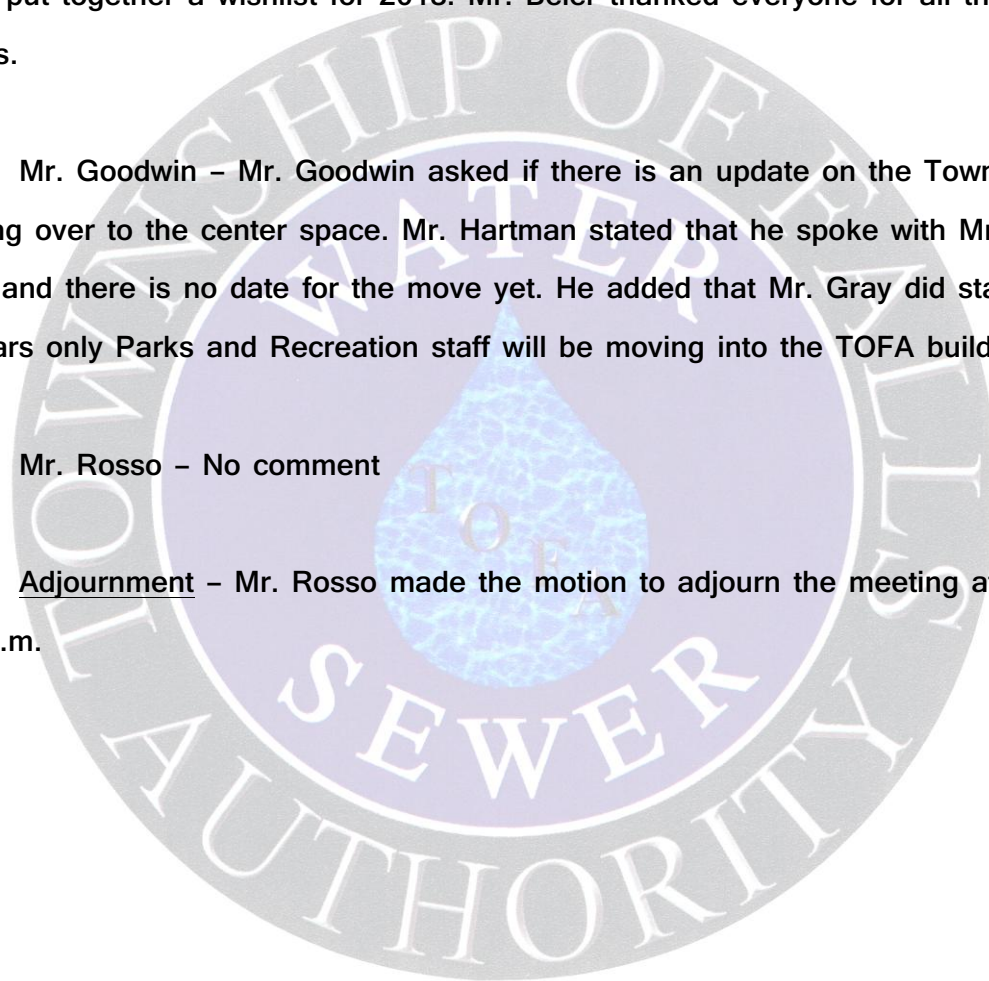 put together a wishlist for 2018. Mr. Beier thanked everyone for all th
s.
Mr. Goodwin – Mr. Goodwin asked if there is an update on the Town
ng over to the center space. Mr. Hartman stated that he spoke with Mr
and there is no date for the move yet. He added that Mr. Gray did sta
ars only Parks and Recreation staff will be moving into the TOFA build
Mr. Rosso – No comment
Adjournment – Mr. Rosso made the motion to adjourn the meeting a
.m.
TOWNSHIP OF FALLS
AUTHORITY
WATER
TOFA
SEWER